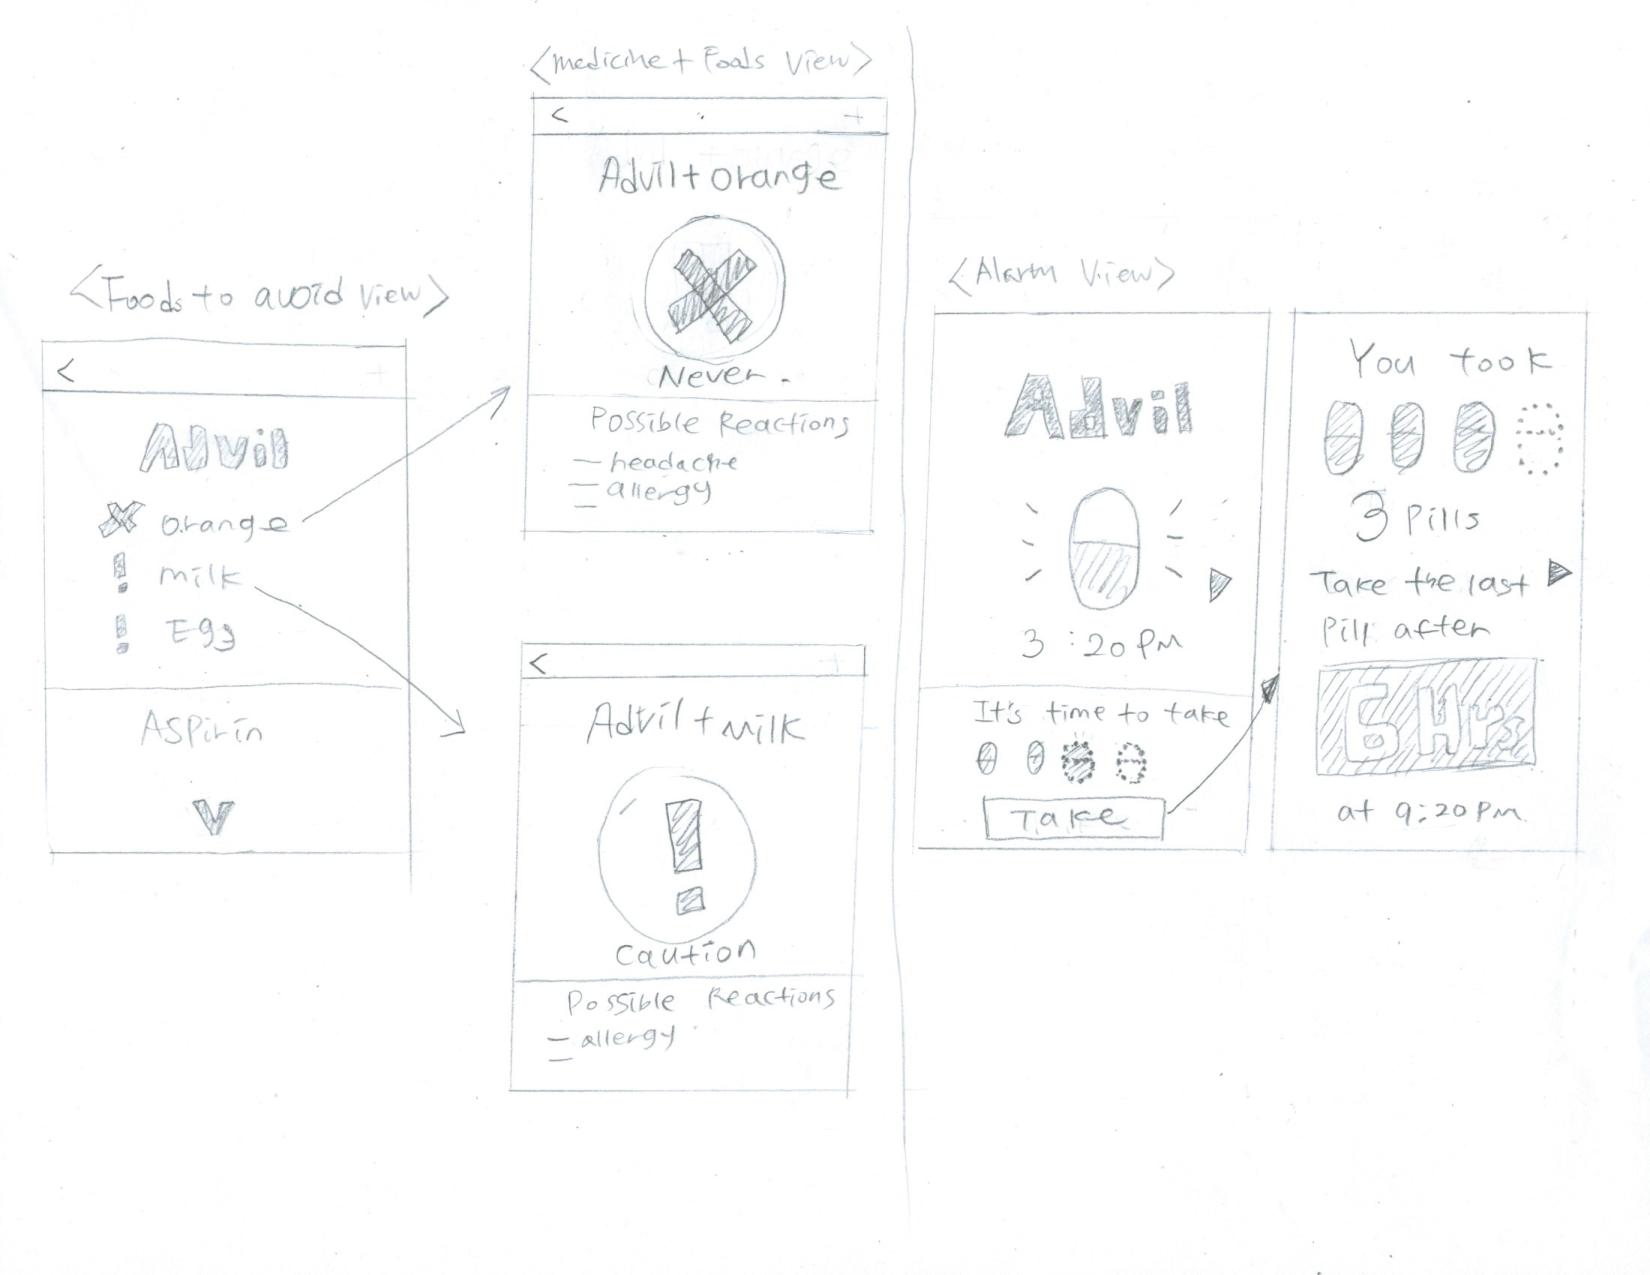 <Foods to avoid view>
<
Advil
orange
! milk
! Egg
Aspirin
<medicine + Foods View>
< +
Advil + orange
Never.
Possible Reactions
- headache
- allergy
-
<
Advil + milk
!
Caution
Possible Reactions
- allergy
-
<Alarm View>
Advil
3:20 PM
It's time to take
Take
You took
3 Pills
Take the last
Pill after
6 Hrs
at 9:20 PM.